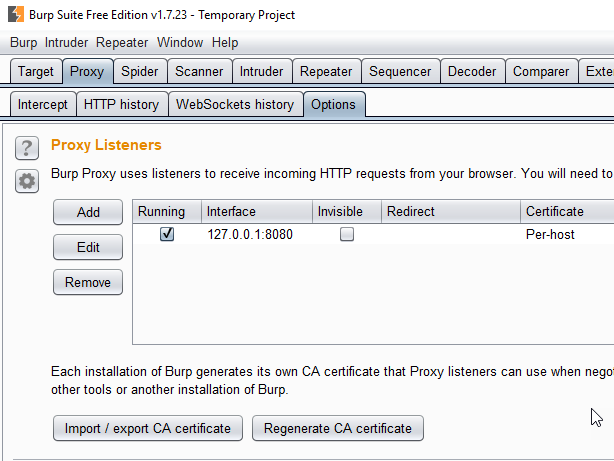 Burp Suite Free Edition v1.7.23 - Temporary Project
Burp Intruder Repeater Window Help
Target Proxy Spider Scanner Intruder Repeater Sequencer Decoder Comparer Exte
Intercept HTTP history WebSockets history Options
? Proxy Listeners
Burp Proxy uses listeners to receive incoming HTTP requests from your browser. You will need to
Add Running Interface Invisible Redirect Certificate
127.0.0.1:8080 Per-host
Edit
Remove
Each installation of Burp generates its own CA certificate that Proxy listeners can use when nego
other tools or another installation of Burp.
Import / export CA certificate Regenerate CA certificate